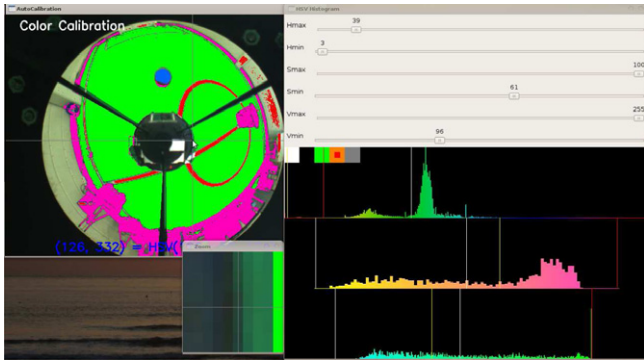 AutoCalibration
Color Calibration
(126, 332) = HSV(
Zoom
HSV Histogram
Hmax
39
Hmin
3
Smax
100
Smin
61
Vmax
255
Vmin
96